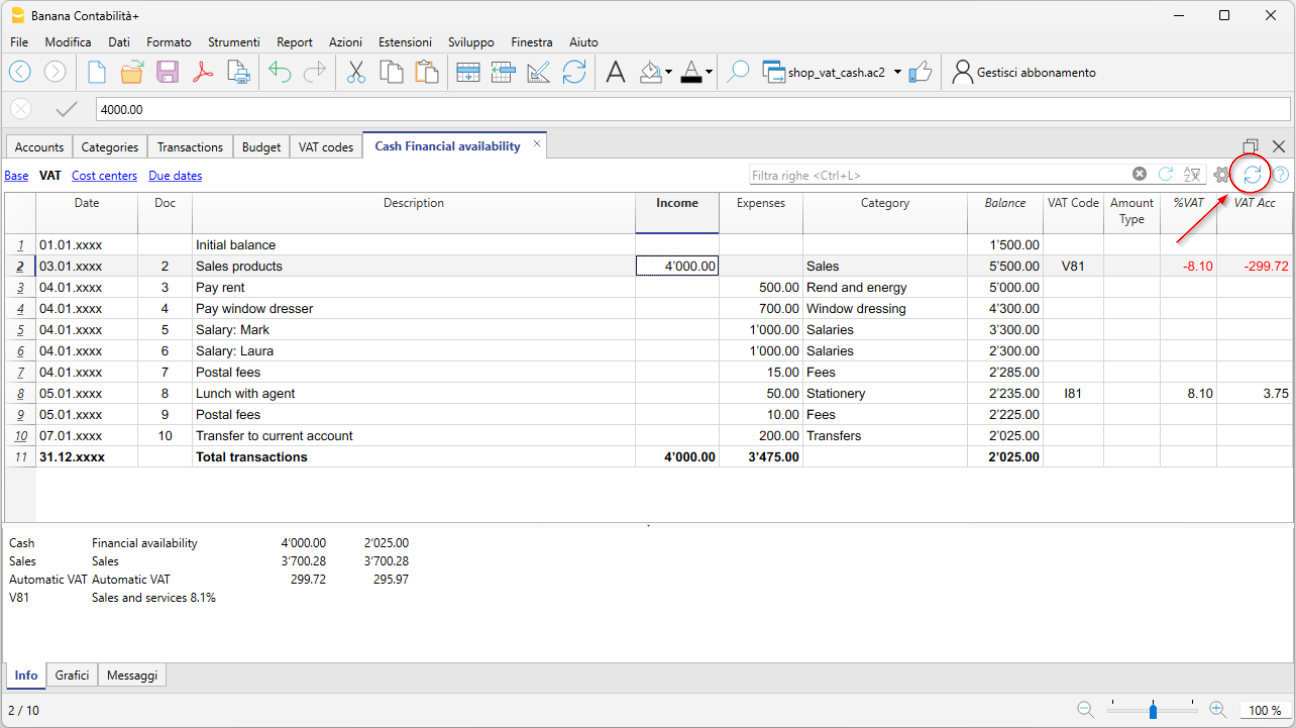 Banana Contabilità+
File Modifica Dati Formato Strumenti Report Azioni Estensioni Sviluppo Finestra Aiuto
shop_vat_cash.ac2 Gestisci abbonamento
4000.00
Accounts Categories Transactions Budget VAT codes Cash Financial availability
Base VAT Cost centers Due dates Filtra righe <Ctrl+L>
Date Doc Description Income Expenses Category Balance VAT Code Amount Type %VAT VAT Acc
1 01.01.xxxx Initial balance 1'500.00
2 03.01.xxxx 2 Sales products 4'000.00 Sales 5'500.00 V81 -8.10 -299.72
3 04.01.xxxx 3 Pay rent 500.00 Rend and energy 5'000.00
4 04.01.xxxx 4 Pay window dresser 700.00 Window dressing 4'300.00
5 04.01.xxxx 5 Salary: Mark 1'000.00 Salaries 3'300.00
6 04.01.xxxx 6 Salary: Laura 1'000.00 Salaries 2'300.00
7 04.01.xxxx 7 Postal fees 15.00 Fees 2'285.00
8 05.01.xxxx 8 Lunch with agent 50.00 Stationery 2'235.00 I81 8.10 3.75
9 05.01.xxxx 9 Postal fees 10.00 Fees 2'225.00
10 07.01.xxxx 10 Transfer to current account 200.00 Transfers 2'025.00
11 31.12.xxxx Total transactions 4'000.00 3'475.00 2'025.00
Cash Financial availability 4'000.00 2'025.00
Sales Sales 3'700.28 3'700.28
Automatic VAT Automatic VAT 299.72 295.97
V81 Sales and services 8.1%
Info Grafici Messaggi
2 / 10 100 %